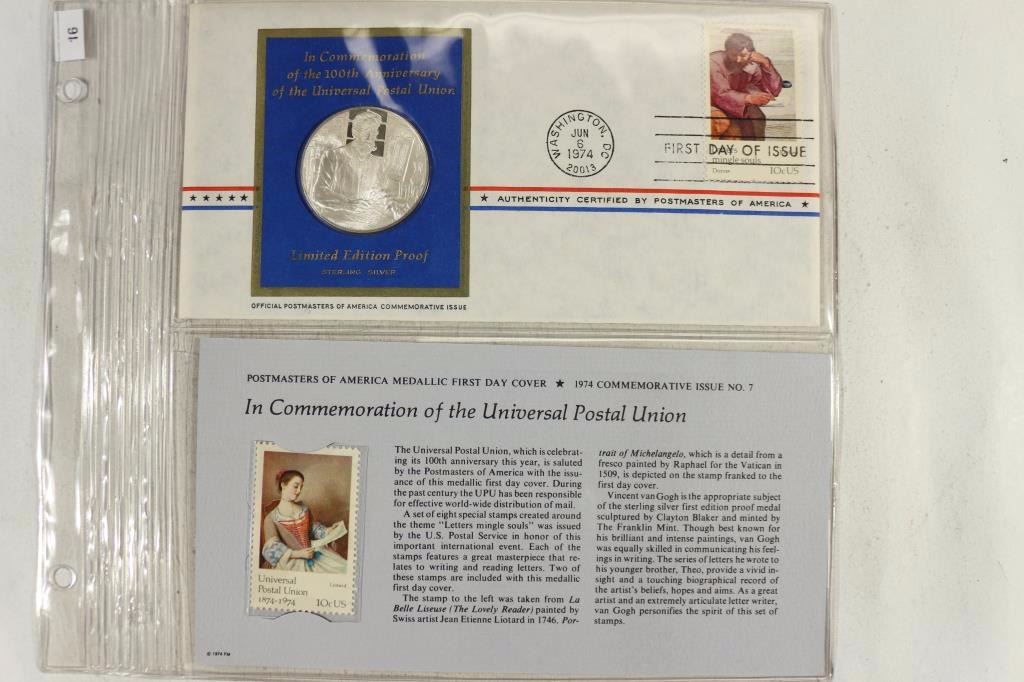 16
In Commemoration
of the 100th Anniversary
of the Universal Postal Union
WASHINGTON, DC
JUN
6
1974
20013
FIRST DAY OF ISSUE
mingle souls
Donne
10c US
★ ★ ★ ★ ★
★ AUTHENTICITY CERTIFIED BY POSTMASTERS OF AMERICA ★
Limited Edition Proof
STERLING SILVER
OFFICIAL POSTMASTERS OF AMERICA COMMEMORATIVE ISSUE
POSTMASTERS OF AMERICA MEDALLIC FIRST DAY COVER ★ 1974 COMMEMORATIVE ISSUE NO. 7
In Commemoration of the Universal Postal Union
Universal
Postal Union
1874-1974
Liotard
10c US
The Universal Postal Union, which is celebrat-
ing its 100th anniversary this year, is saluted
by the Postmasters of America with the issu-
ance of this medallic first day cover. During
the past century the UPU has been responsible
for effective world-wide distribution of mail.
A set of eight special stamps created around
the theme "Letters mingle souls" was issued
by the U.S. Postal Service in honor of this
important international event. Each of the
stamps features a great masterpiece that re-
lates to writing and reading letters. Two of
these stamps are included with this medallic
first day cover.
The stamp to the left was taken from La
Belle Liseuse (The Lovely Reader) painted by
Swiss artist Jean Etienne Liotard in 1746. Por-
trait of Michelangelo, which is a detail from a
fresco painted by Raphael for the Vatican in
1509, is depicted on the stamp franked to the
first day cover.
Vincent van Gogh is the appropriate subject
of the sterling silver first edition proof medal
sculptured by Clayton Blaker and minted by
The Franklin Mint. Though best known for
his brilliant and intense paintings, van Gogh
was equally skilled in communicating his feel-
ings in writing. The series of letters he wrote to
his younger brother, Theo, provide a vivid in-
sight and a touching biographical record of
the artist's beliefs, hopes and aims. As a great
artist and an extremely articulate letter writer,
van Gogh personifies the spirit of this set of
stamps.
© 1974 FM